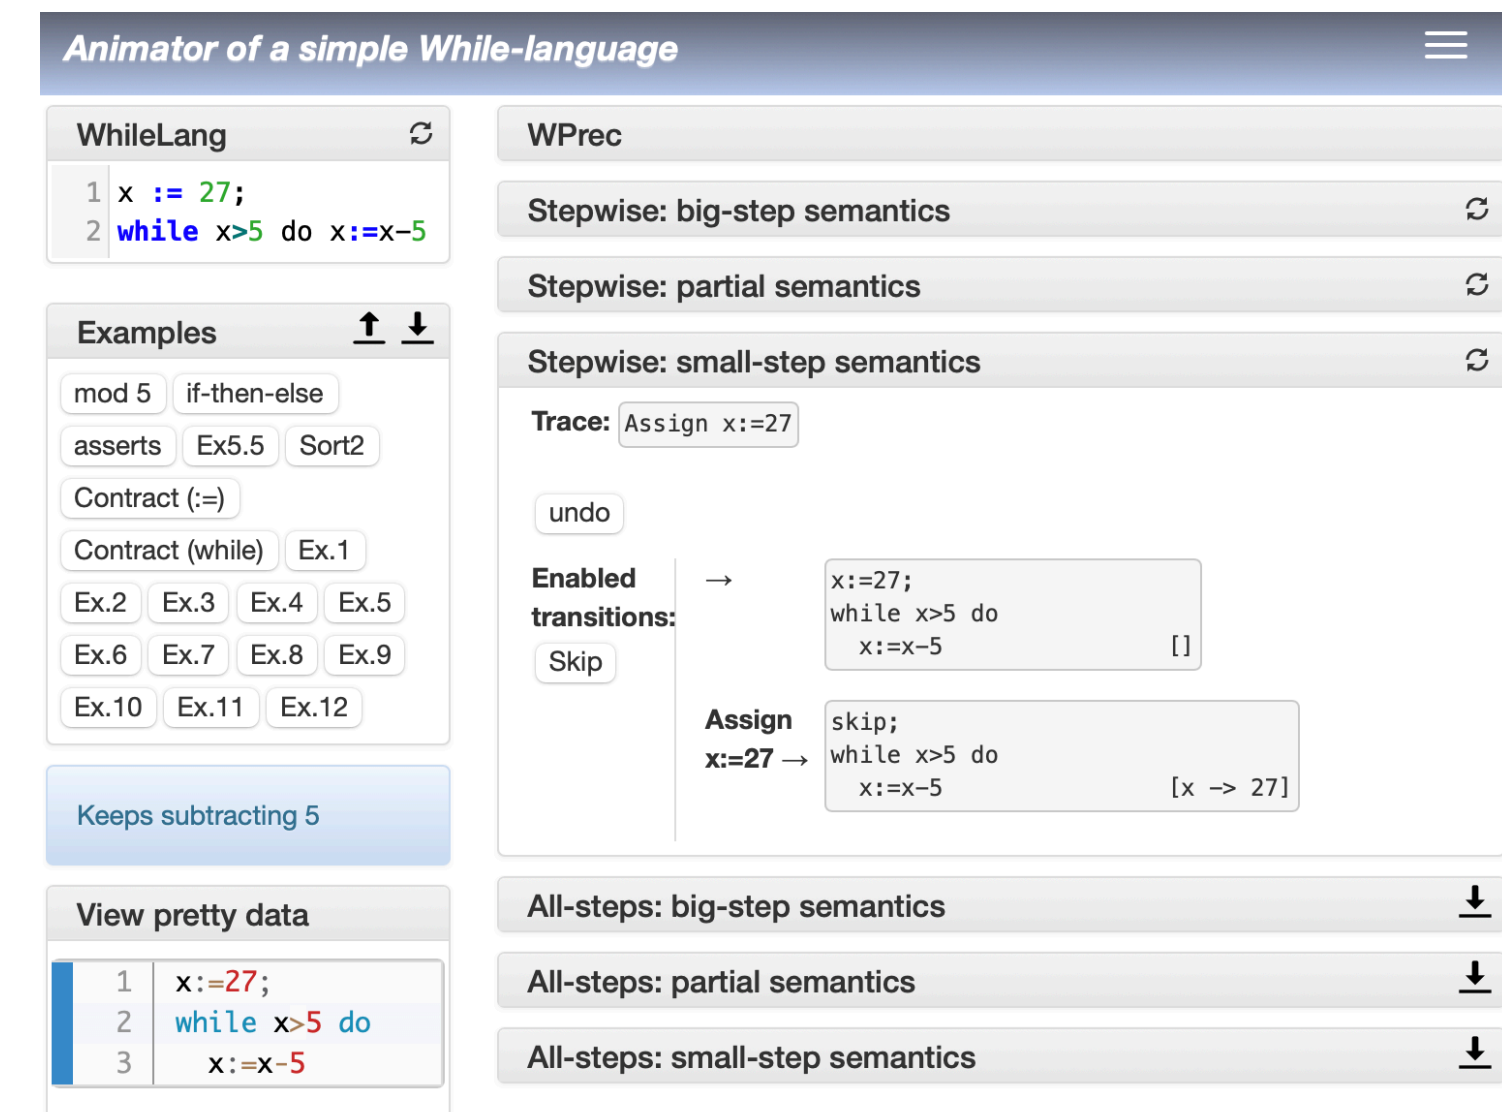 Animator of a simple While-language
WhileLang
1 x := 27;
2 while x>5 do x:=x-5
Examples
mod 5 if-then-else
asserts Ex5.5 Sort2
Contract (:=)
Contract (while) Ex.1
Ex.2 Ex.3 Ex.4 Ex.5
Ex.6 Ex.7 Ex.8 Ex.9
Ex.10 Ex.11 Ex.12
Keeps subtracting 5
View pretty data
1 x:=27;
2 while x>5 do
3 x:=x-5
WPrec
Stepwise: big-step semantics
Stepwise: partial semantics
Stepwise: small-step semantics
Trace: Assign x:=27
undo
Enabled
transitions:
Skip
→
x:=27;
while x>5 do
x:=x-5 []
Assign
x:=27 →
skip;
while x>5 do
x:=x-5 [x -> 27]
All-steps: big-step semantics
All-steps: partial semantics
All-steps: small-step semantics